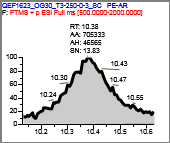 QEF1623_OG30_T3-250-0-3_SC PE-AR
F: FTMS + p ESI Full ms [500.0000-2000.0000]
RT: 10.38
AA: 705333
AH: 46565
SN: 13.83
100
80
60
40
20
0
10.24
10.30
10.43
10.47
10.55
10.2
10.3
10.4
10.5
10.6